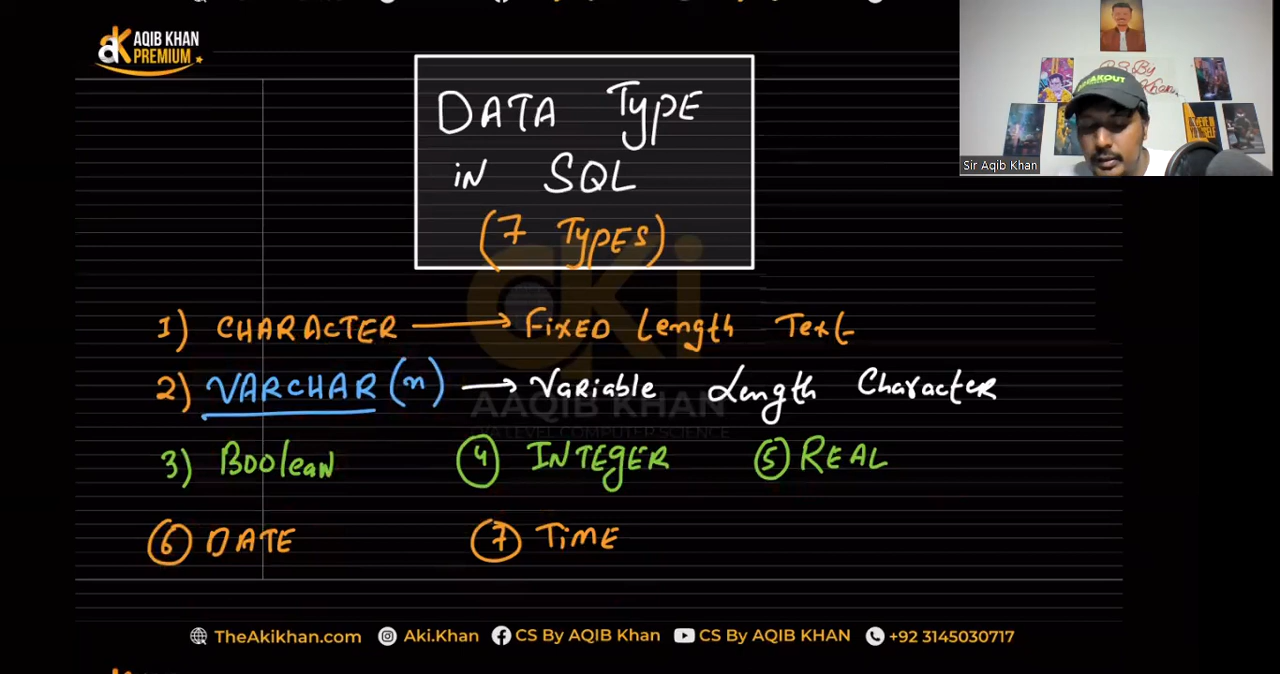 AQIB KHAN
PREMIUM
DATA TYPE
iN SQL
(7 TYPES)
Sir Aqib Khan
1) CHARACTER → FixED Length Text
2) VARCHAR (n) → Variable Length Character
AAQIB KHAN
3) Boolean 4 INTEgER 5 REAL
6 DATE 7 TiME
TheAkikhan.com Aki.Khan CS By AQIB Khan CS By AQIB KHAN +92 3145030717